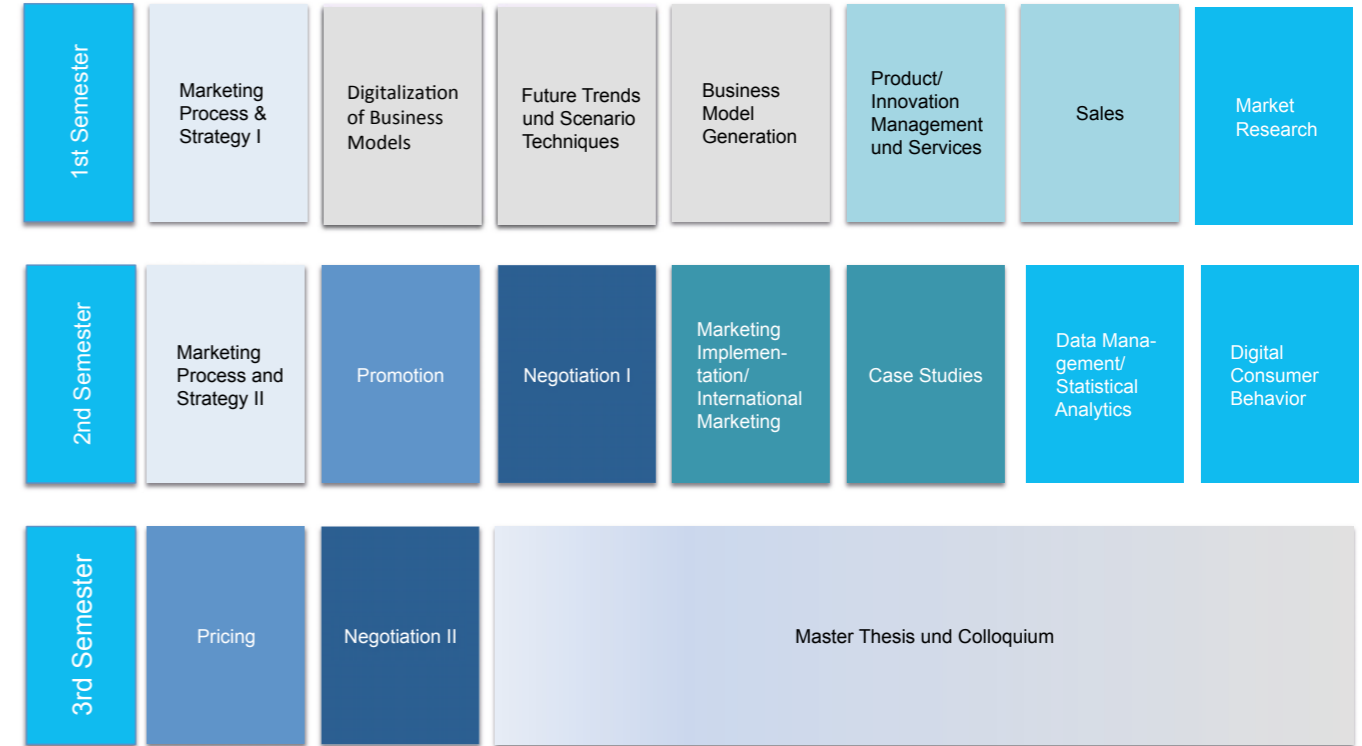 1st Semester
Marketing
Process &
Strategy I
Digitalization
of Business
Models
Future Trends
und Scenario
Techniques
Business
Model
Generation
Product/
Innovation
Management
und Services
Sales
Market
Research
2nd Semester
Marketing
Process and
Strategy II
Promotion
Negotiation I
Marketing
Implemen-
tation/
International
Marketing
Case Studies
Data Mana-
gement/
Statistical
Analytics
Digital
Consumer
Behavior
3rd Semester
Pricing
Negotiation II
Master Thesis und Colloquium